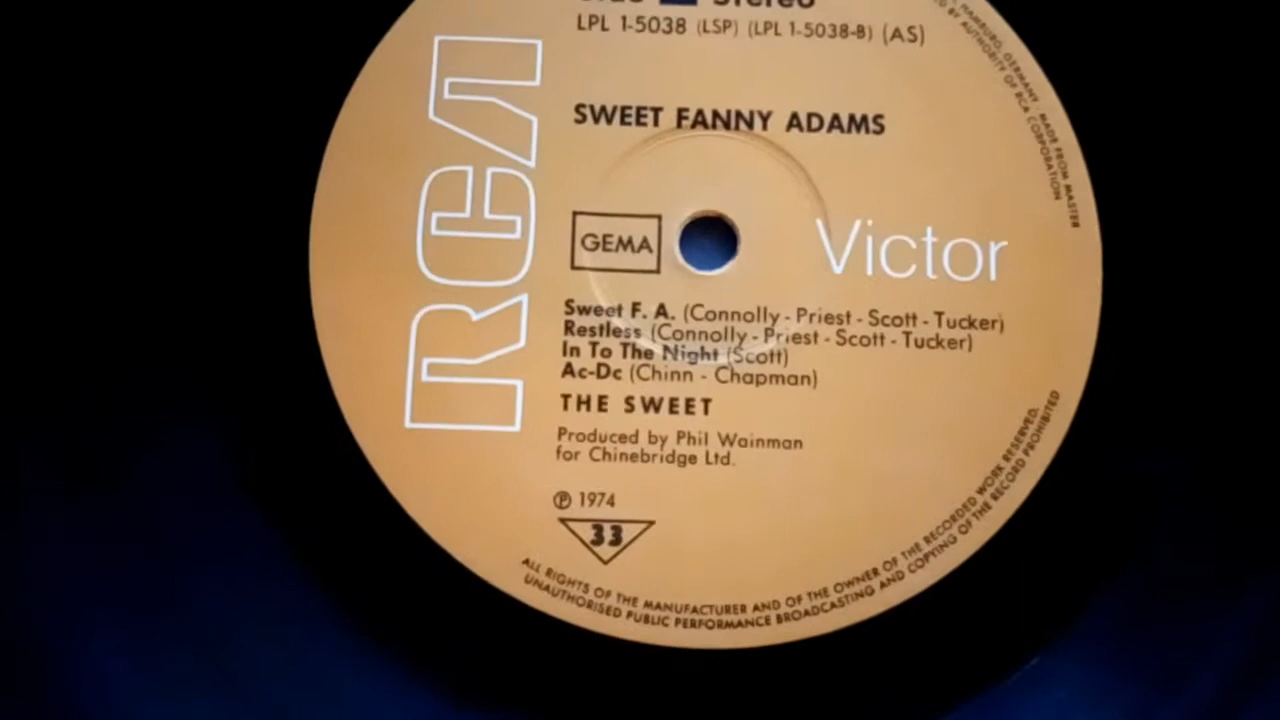 Stereo
LPL 1-5038 (LSP) (LPL 1-5038-B) (AS)
SWEET FANNY ADAMS
RCA
GEMA
Victor
Sweet F. A. (Connolly - Priest - Scott - Tucker)
Restless (Connolly - Priest - Scott - Tucker)
In To The Night (Scott)
Ac-Dc (Chinn - Chapman)
THE SWEET
Produced by Phil Wainman
for Chinebridge Ltd.
℗ 1974
33
ALL RIGHTS OF THE MANUFACTURER AND OF THE OWNER OF THE RECORDED WORK RESERVED,
UNAUTHORISED PUBLIC PERFORMANCE BROADCASTING AND COPYING OF THE RECORD PROHIBITED
HAMBURG, GERMANY. MADE FROM MASTER
BY AUTHORITY OF RCA CORPORATION